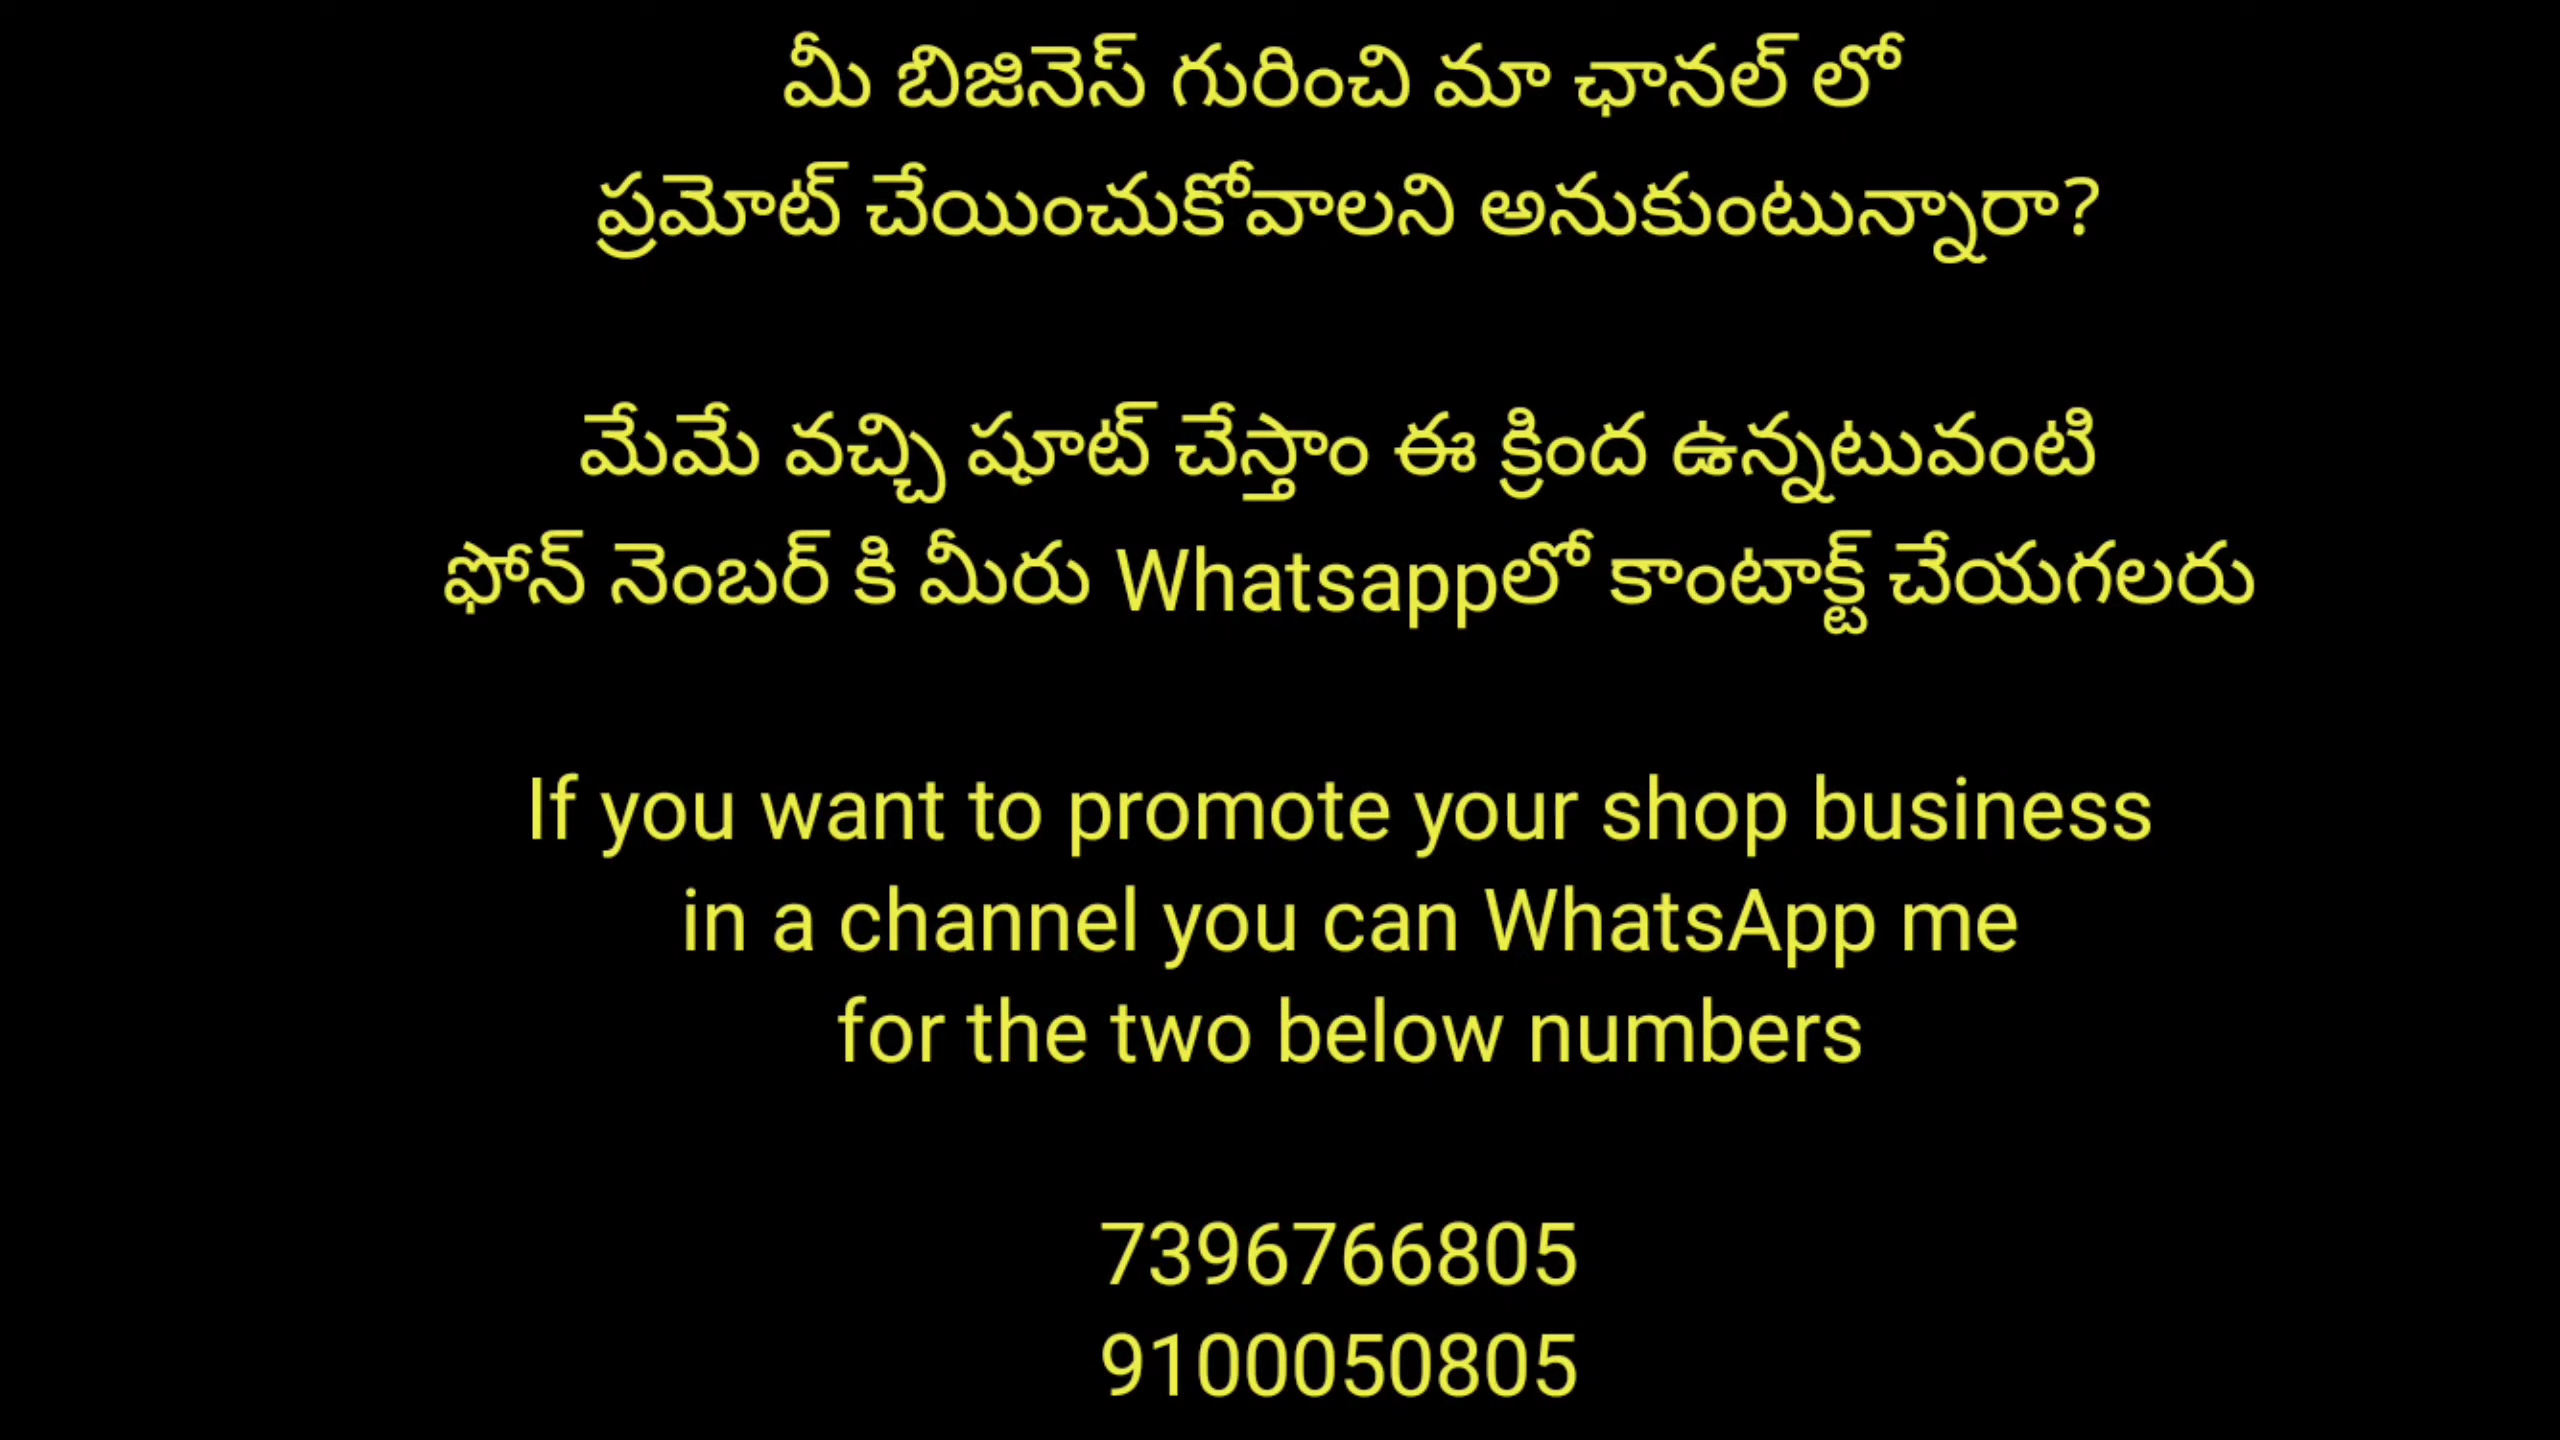 మీ బిజినెస్ గురించి మా ఛానల్ లో
ప్రమోట్ చేయించుకోవాలని అనుకుంటున్నారా?
మేమే వచ్చి షూట్ చేస్తాం ఈ క్రింద ఉన్నటువంటి
ఫోన్ నెంబర్ కి మీరు Whatsappలో కాంటాక్ట్ చేయగలరు
If you want to promote your shop business
in a channel you can WhatsApp me
for the two below numbers
7396766805
9100050805